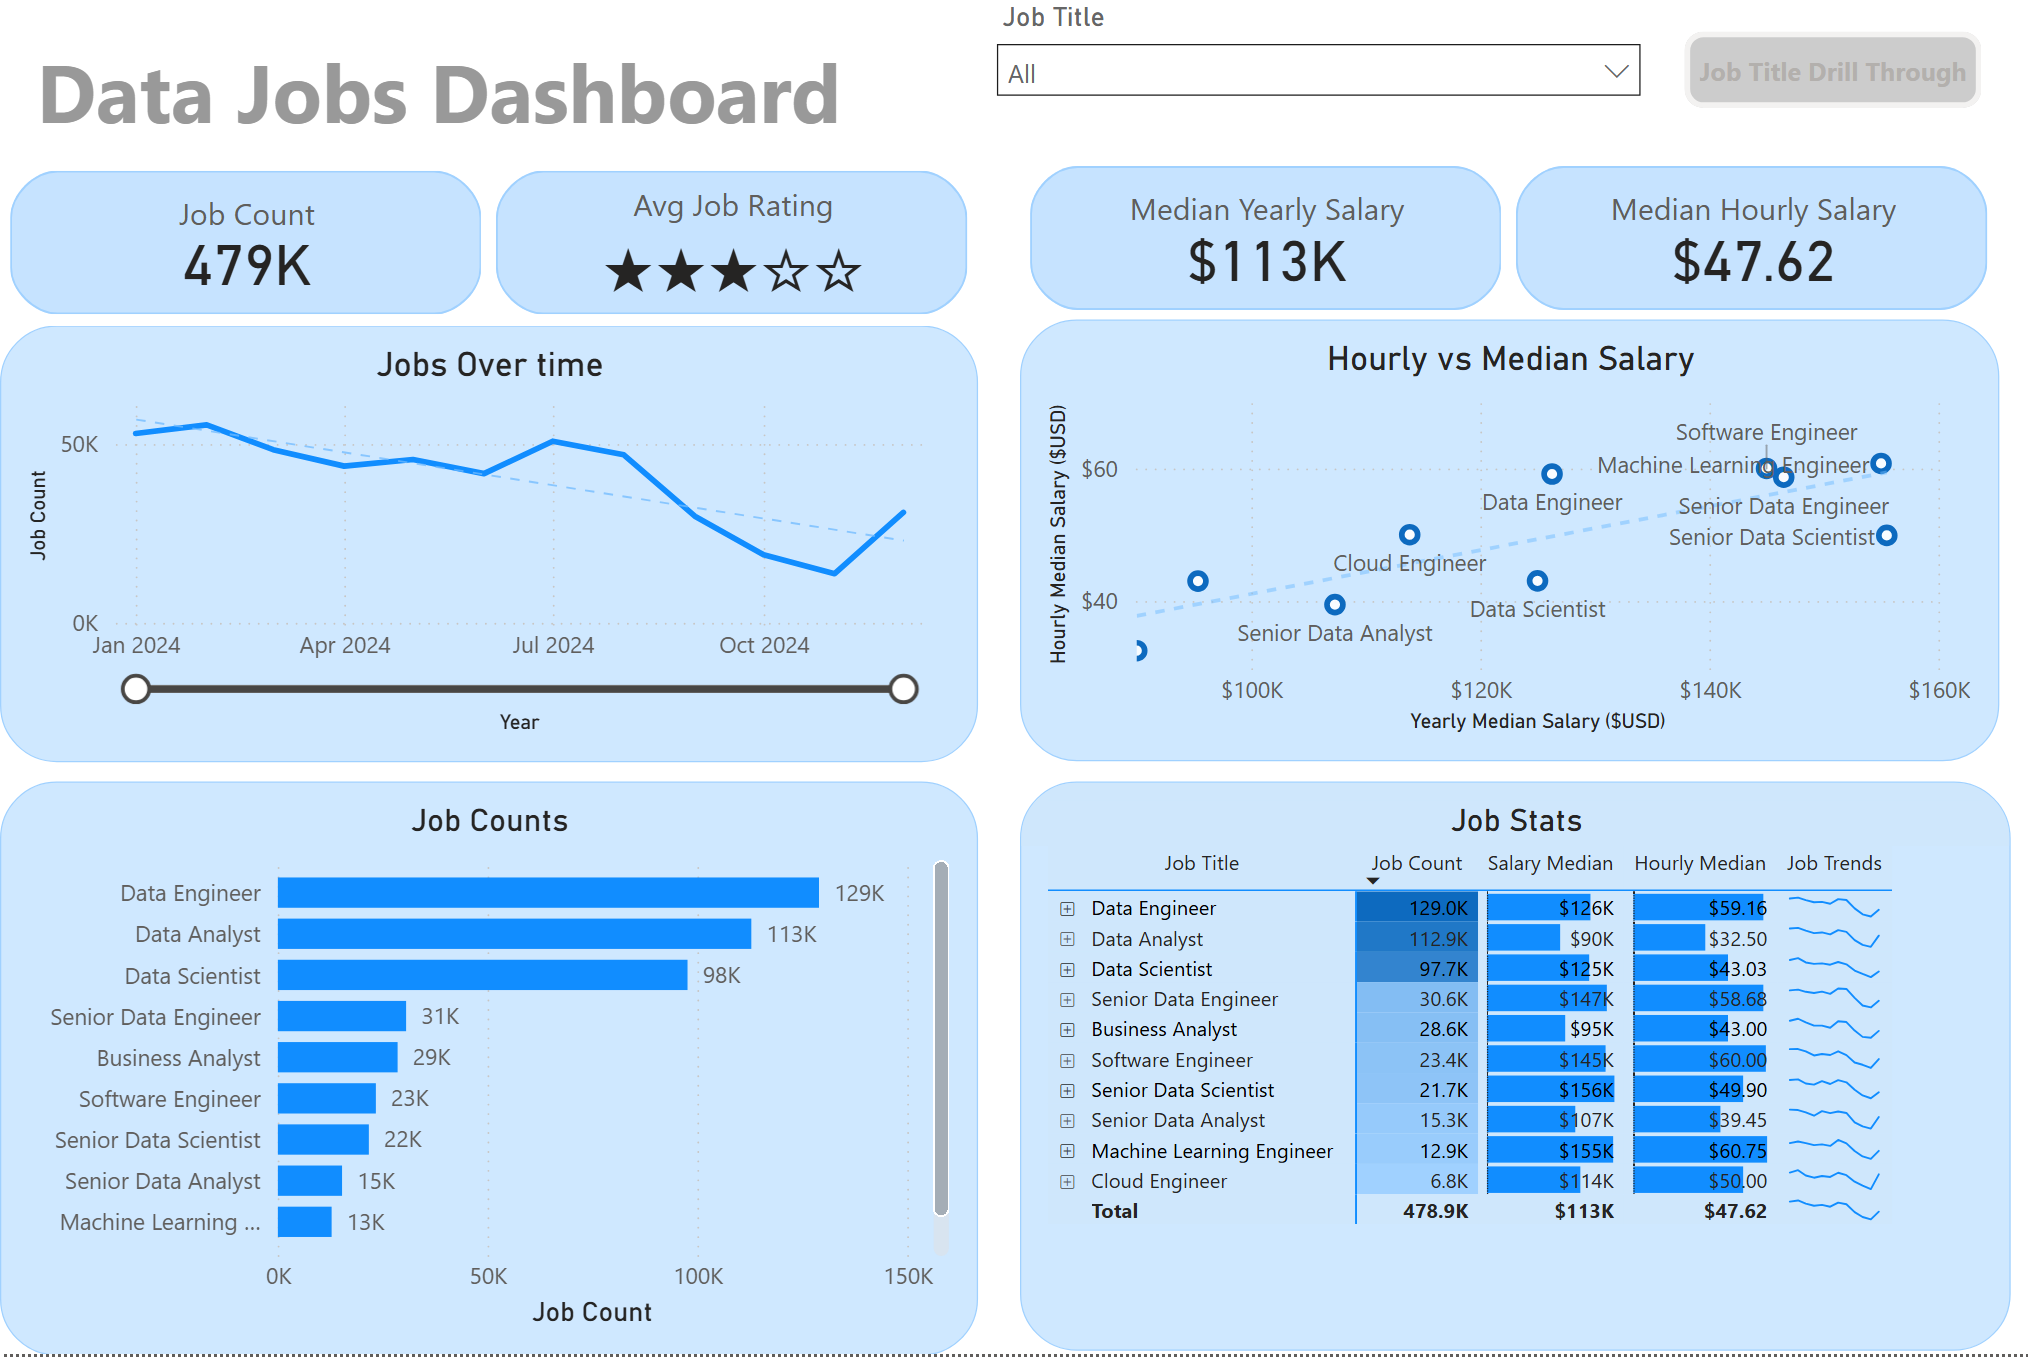 Job Title
All
Job Title Drill Through
Data Jobs Dashboard
Job Count
479K
Avg Job Rating
★★★☆☆
Median Yearly Salary
$113K
Median Hourly Salary
$47.62
Jobs Over time
Job Count
50K
0K
Jan 2024 Apr 2024 Jul 2024 Oct 2024
Year
Hourly vs Median Salary
Hourly Median Salary ($USD)
$60
$40
Software Engineer
Machine Learning Engineer
Data Engineer
Senior Data Engineer
Senior Data Scientist
Cloud Engineer
Data Scientist
Senior Data Analyst
$100K $120K $140K $160K
Yearly Median Salary ($USD)
Job Counts
Data Engineer 129K
Data Analyst 113K
Data Scientist 98K
Senior Data Engineer 31K
Business Analyst 29K
Software Engineer 23K
Senior Data Scientist 22K
Senior Data Analyst 15K
Machine Learning ... 13K
0K 50K 100K 150K
Job Count
Job Stats
Job Title Job Count Salary Median Hourly Median Job Trends
Data Engineer 129.0K $126K $59.16
Data Analyst 112.9K $90K $32.50
Data Scientist 97.7K $125K $43.03
Senior Data Engineer 30.6K $147K $58.68
Business Analyst 28.6K $95K $43.00
Software Engineer 23.4K $145K $60.00
Senior Data Scientist 21.7K $156K $49.90
Senior Data Analyst 15.3K $107K $39.45
Machine Learning Engineer 12.9K $155K $60.75
Cloud Engineer 6.8K $114K $50.00
Total 478.9K $113K $47.62